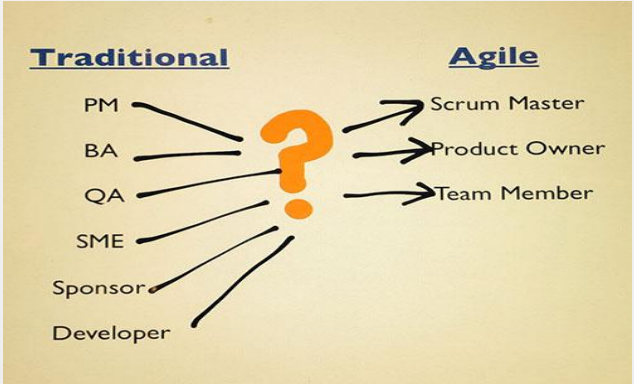 Traditional
Agile
PM
Scrum Master
BA
Product Owner
QA
Team Member
SME
Sponsor
Developer
?